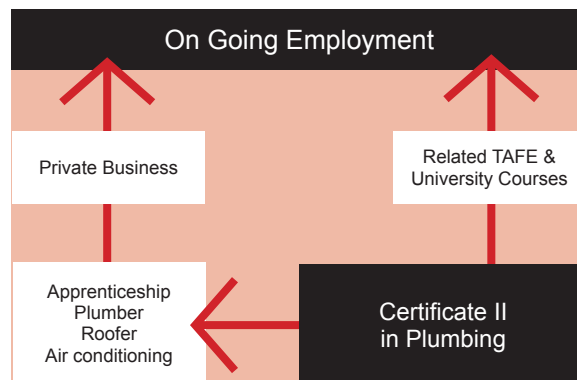 On Going Employment
Private Business
Related TAFE &
University Courses
Apprenticeship
Plumber
Roofer
Air conditioning
Certificate II
in Plumbing